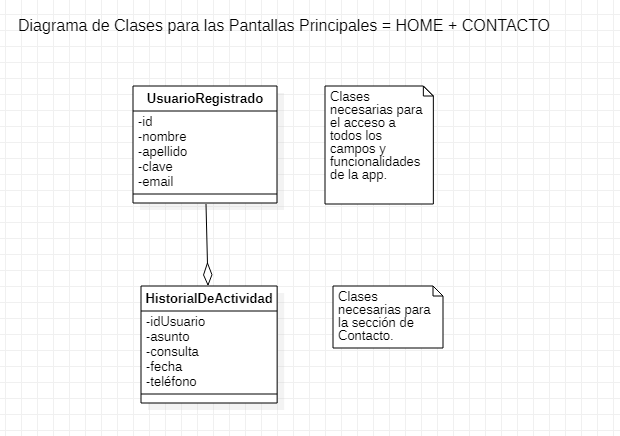 Diagrama de Clases para las Pantallas Principales = HOME + CONTACTO
UsuarioRegistrado
-id
-nombre
-apellido
-clave
-email
Clases
necesarias para
el acceso a
todos los
campos y
funcionalidades
de la app.
HistorialDeActividad
-idUsuario
-asunto
-consulta
-fecha
-teléfono
Clases
necesarias para
la sección de
Contacto.